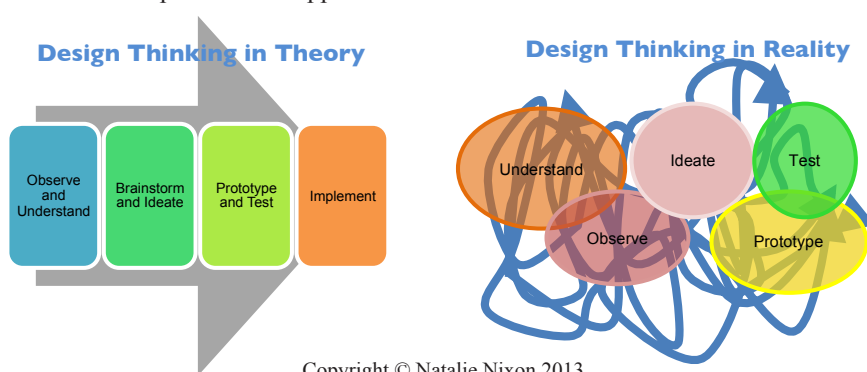 Design Thinking in Theory
Observe
and
Understand
Brainstorm
and Ideate
Prototype
and Test
Implement
Design Thinking in Reality
Understand
Ideate
Test
Observe
Prototype
Copyright © Natalie Nixon 2013